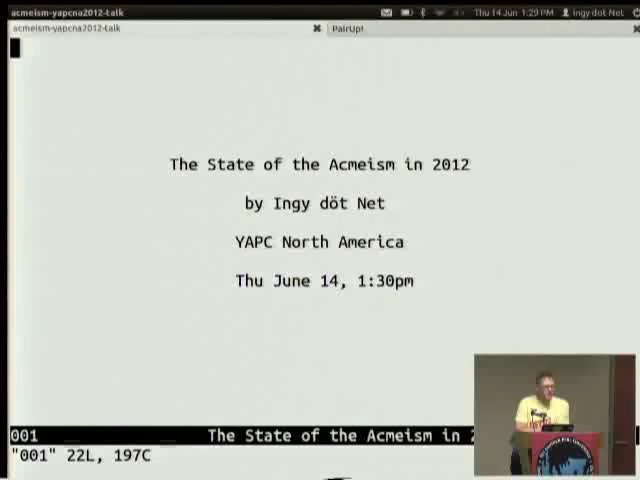 acmeism-yapcna2012-talk
Thu 14 Jun 1:29 PM
ingy dot Net
acmeism-yapcna2012-talk
PairUp!
The State of the Acmeism in 2012
by Ingy döt Net
YAPC North America
Thu June 14, 1:30pm
001
The State of the Acmeism in 2
"001" 22L, 197C